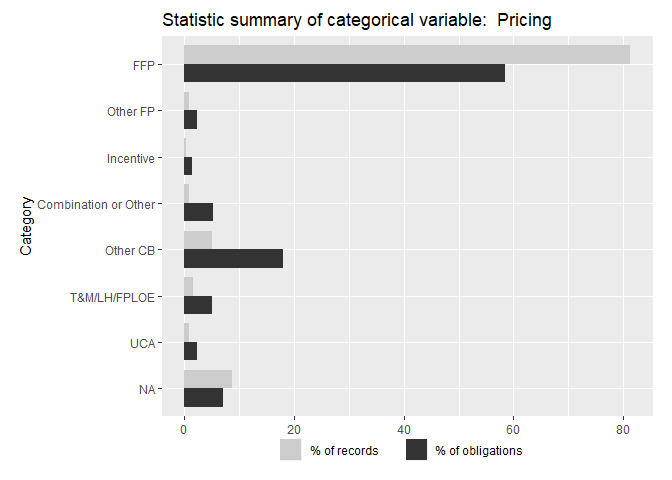 Statistic summary of categorical variable:  Pricing
Category
FFP
Other FP
Incentive
Combination or Other
Other CB
T&M/LH/FPLOE
UCA
NA
0 20 40 60 80
% of records % of obligations